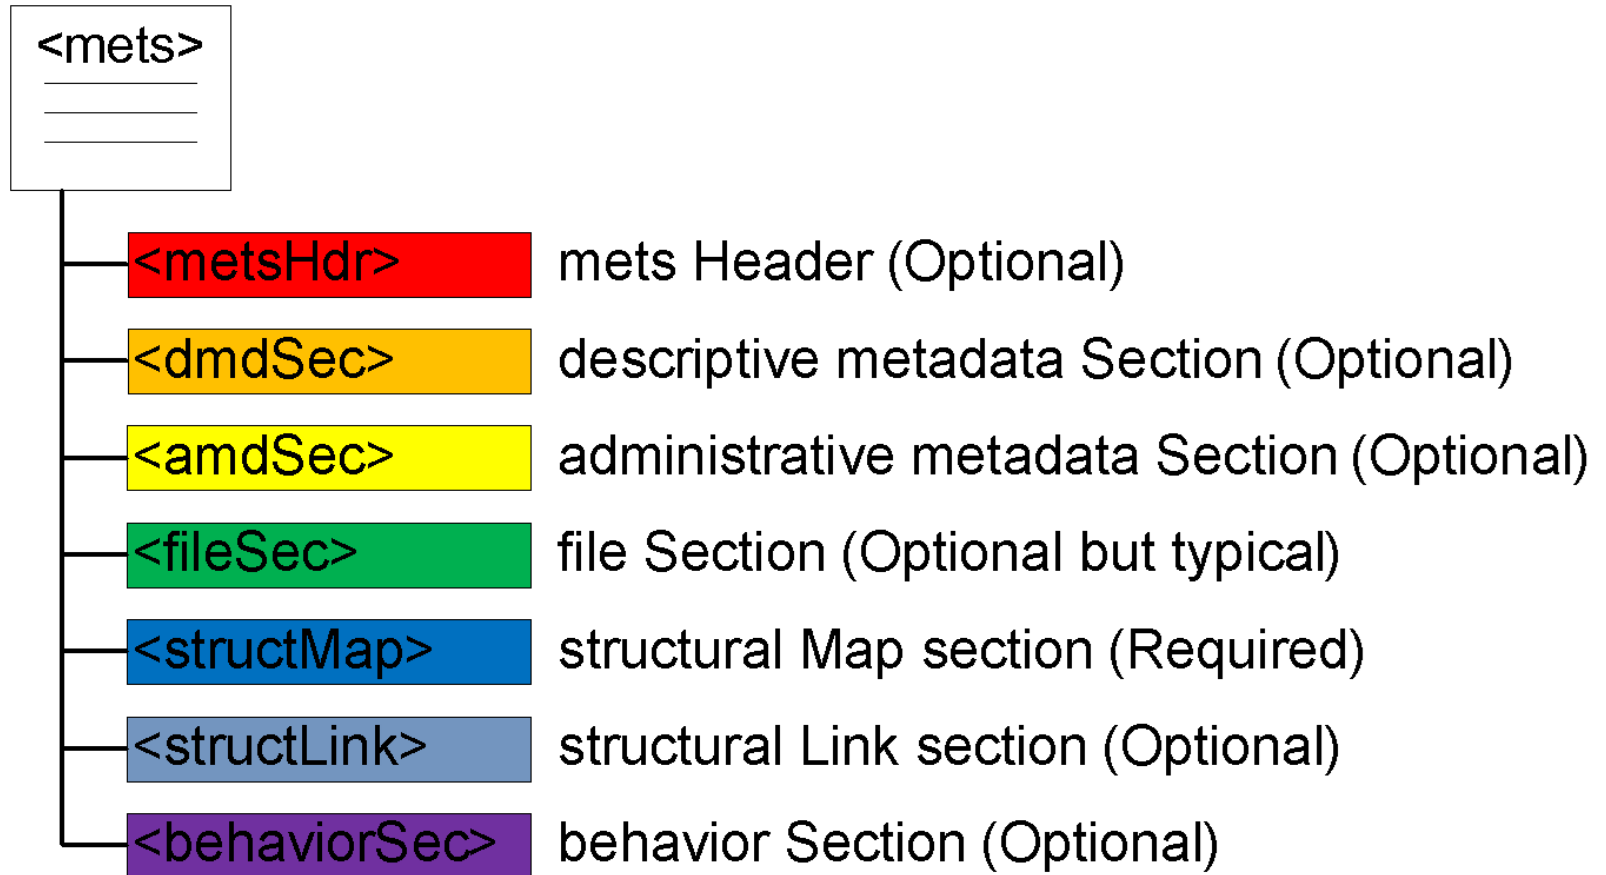 <mets>
<metsHdr> mets Header (Optional)
<dmdSec> descriptive metadata Section (Optional)
<amdSec> administrative metadata Section (Optional)
<fileSec> file Section (Optional but typical)
<structMap> structural Map section (Required)
<structLink> structural Link section (Optional)
<behaviorSec> behavior Section (Optional)